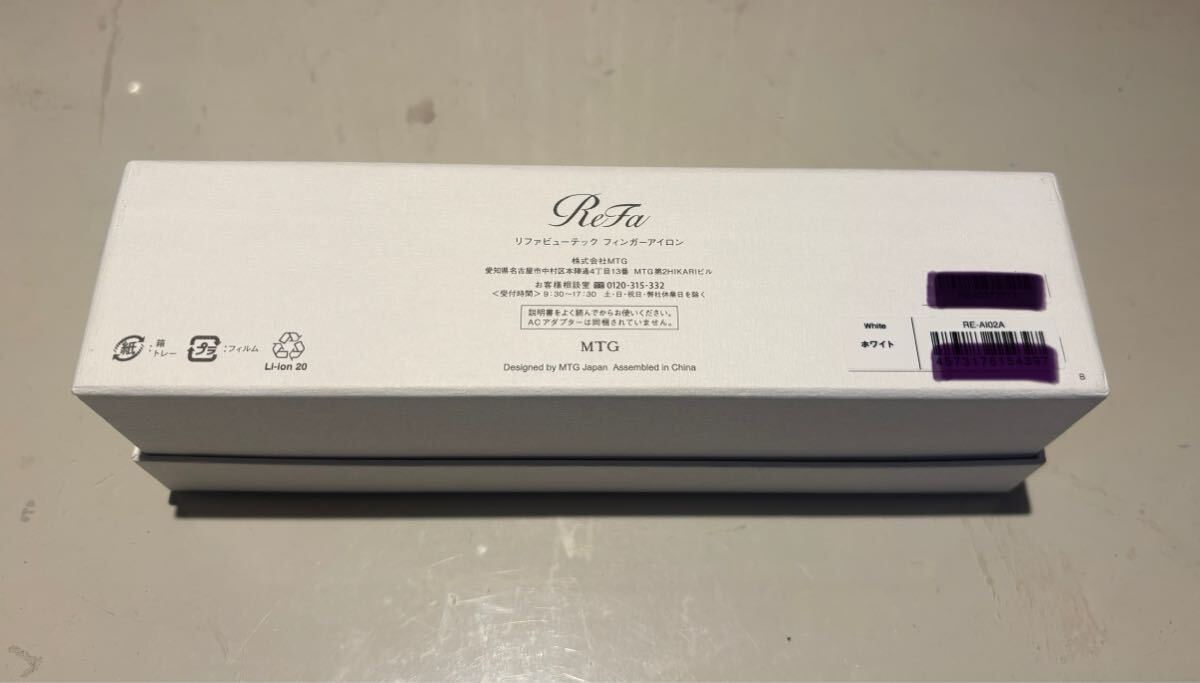 ReFa
リファビューテック フィンガーアイロン
株式会社MTG
愛知県名古屋市中村区本陣通4丁目13番 MTG第2HIKARIビル
お客様相談室 0120-315-332
＜受付時間＞9:30〜17:30 土・日・祝日・弊社休業日を除く
説明書をよく読んでからお使いください。
ACアダプターは同梱されていません。
MTG
Designed by MTG Japan Assembled in China
紙 :箱
トレー
プラ :フィルム
Li-ion 20
White
ホワイト
RE-AI02A
B